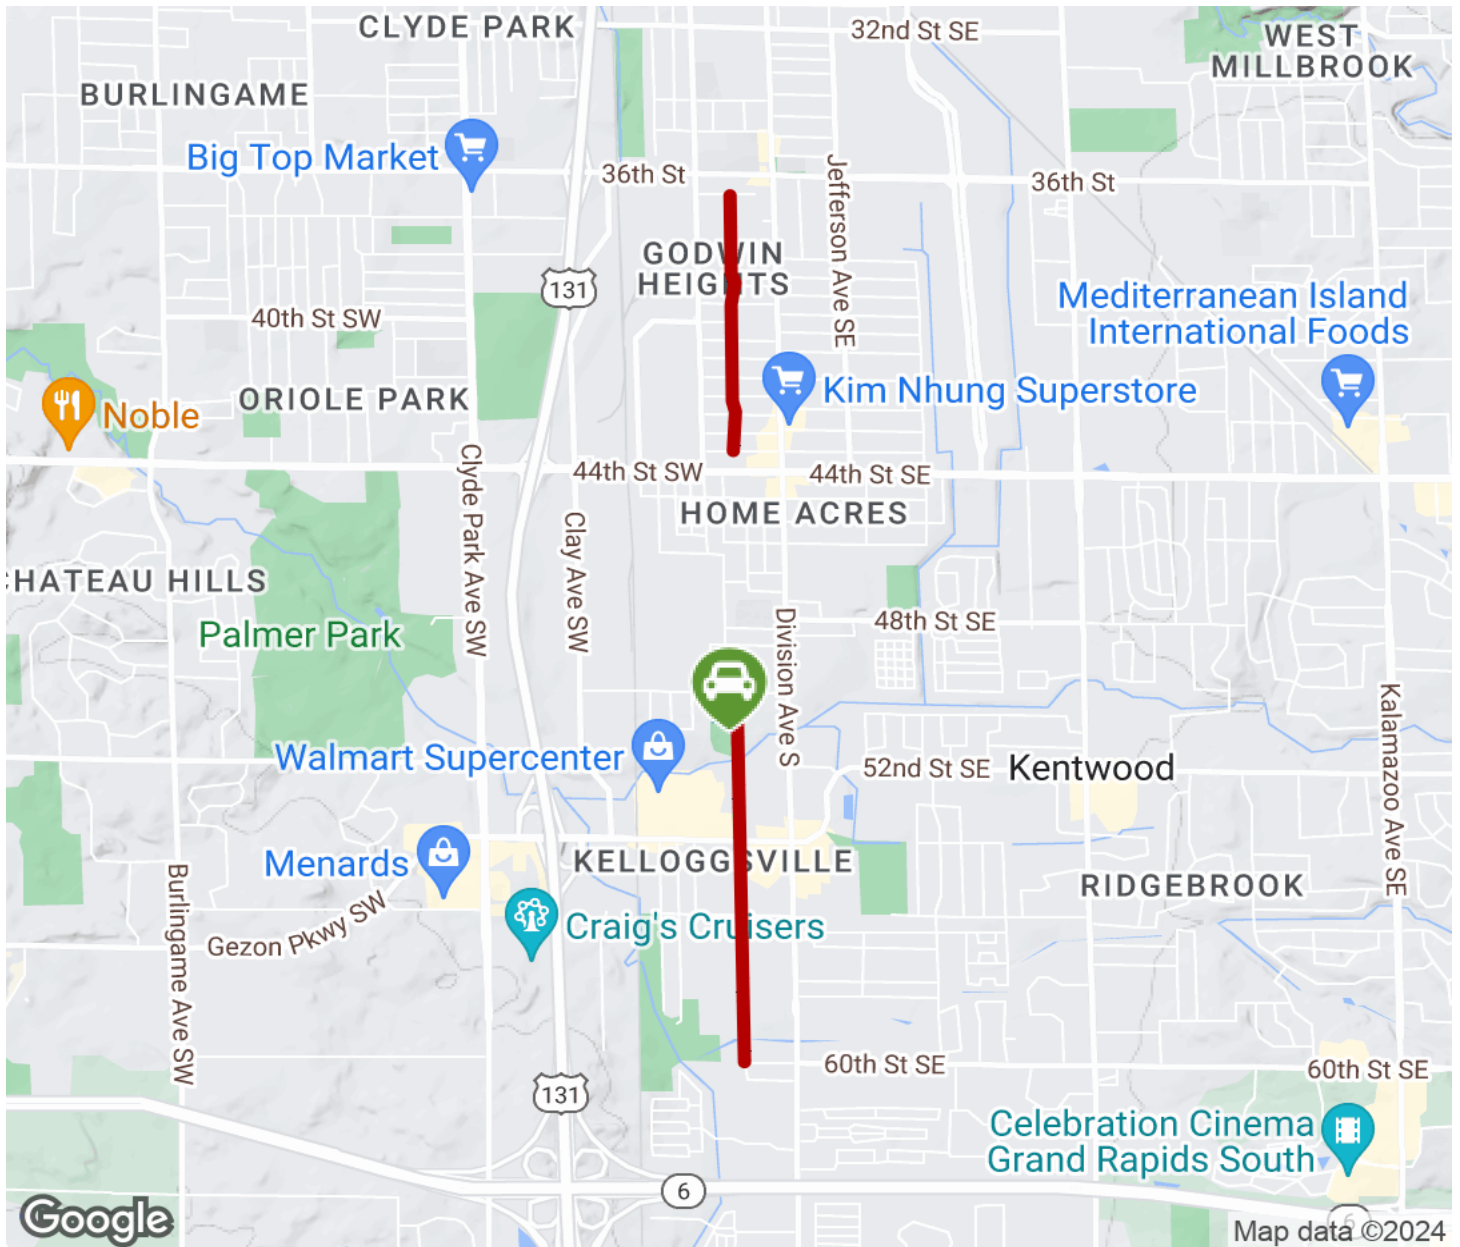 CLYDE PARK
32nd St SE
WEST
MILLBROOK
BURLINGAME
Big Top Market
36th St
36th St
Jefferson Ave SE
GODWIN
HEIGHTS
131
40th St SW
Mediterranean Island
International Foods
ORIOLE PARK
Noble
Kim Nhung Superstore
44th St SW
44th St SE
HOME ACRES
Clyde Park Ave SW
Clay Ave SW
CHATEAU HILLS
Palmer Park
48th St SE
Division Ave S
Kalamazoo Ave SE
Walmart Supercenter
52nd St SE
Kentwood
Menards
KELLOGGSVILLE
RIDGEBROOK
Burlingame Ave SW
Gezon Pkwy SW
Craig's Cruisers
60th St SE
60th St SE
131
Celebration Cinema
Grand Rapids South
6
6
Google
Map data ©2024